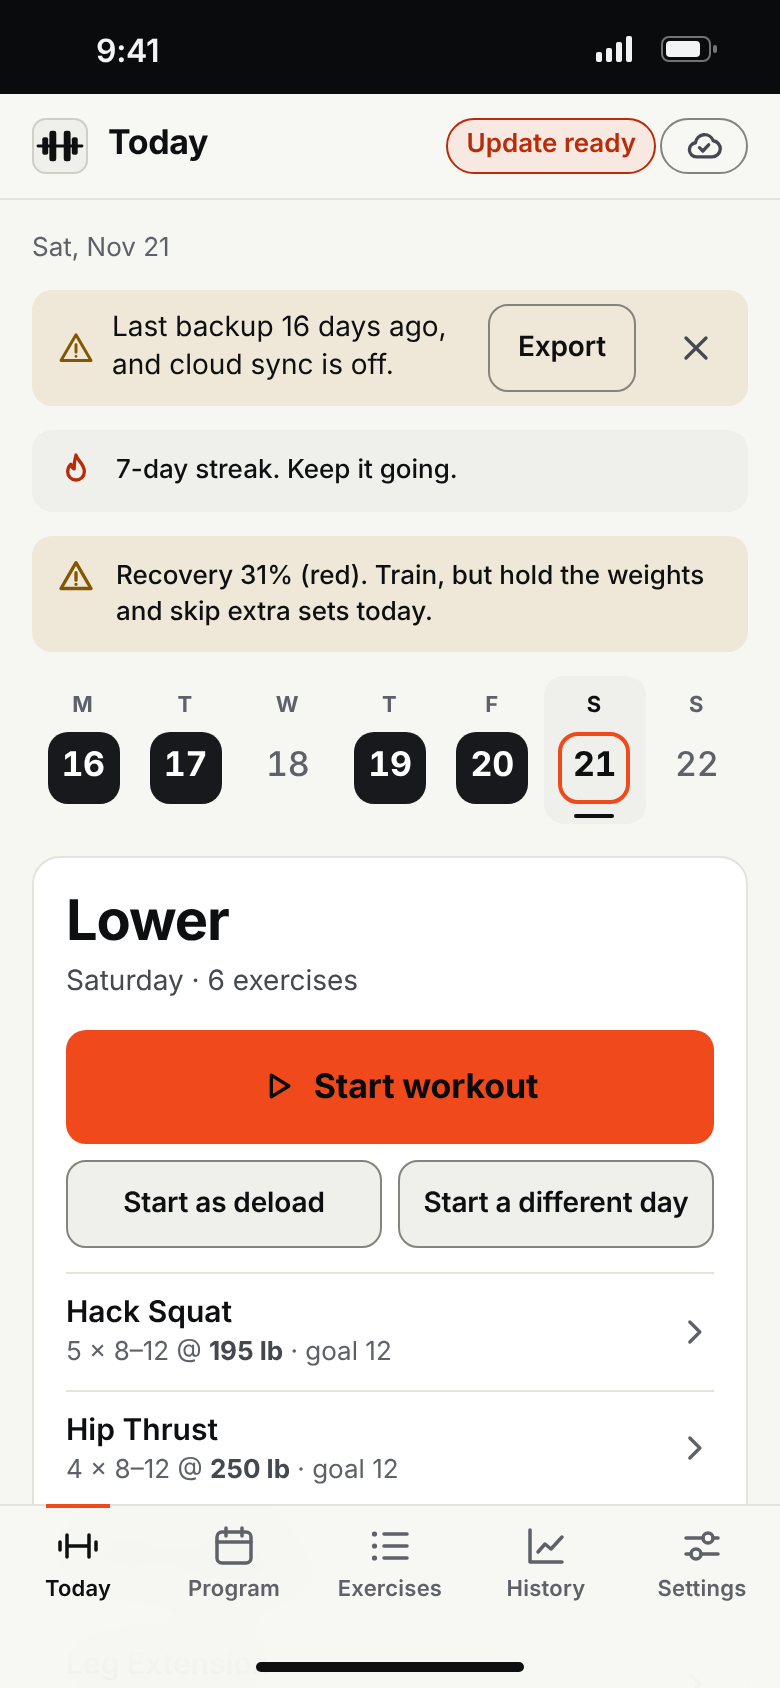 9:41
Today
Update ready
Sat, Nov 21
Last backup 16 days ago,
and cloud sync is off.
Export
7-day streak. Keep it going.
Recovery 31% (red). Train, but hold the weights
and skip extra sets today.
M T W T F S S
16 17 18 19 20 21 22
Lower
Saturday · 6 exercises
Start workout
Start as deload
Start a different day
Hack Squat
5 × 8–12 @ 195 lb · goal 12
Hip Thrust
4 × 8–12 @ 250 lb · goal 12
Today Program Exercises History Settings
Leg Extensio